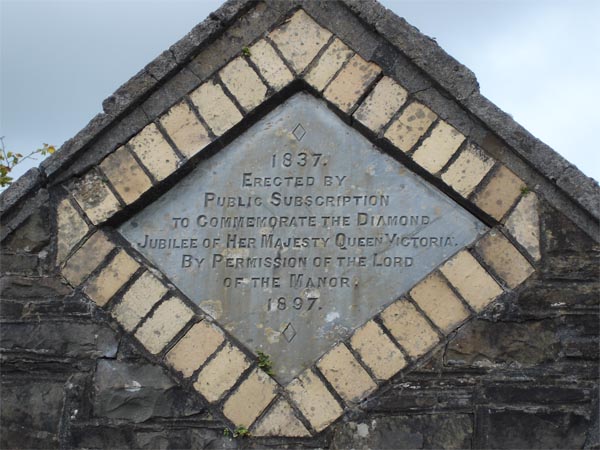 1837.
Erected by
Public Subscription
to Commemorate the Diamond
Jubilee of Her Majesty Queen Victoria.
By Permission of the Lord
of the Manor.
1897.